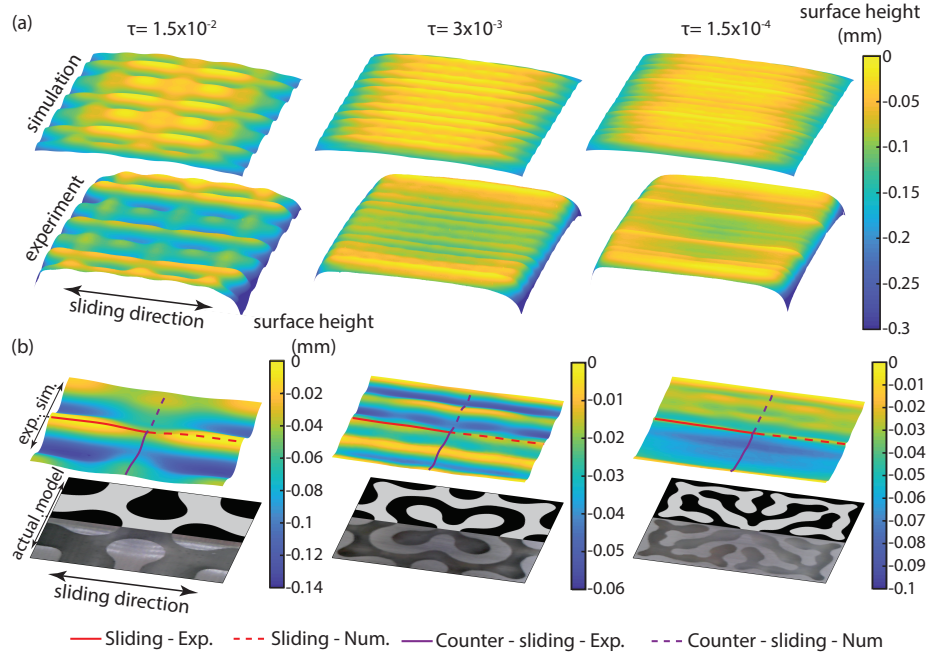 (a)
τ= 1.5x10⁻²
τ= 3x10⁻³
τ= 1.5x10⁻⁴
surface height
(mm)
simulation
experiment
sliding direction
0
-0.05
-0.1
-0.15
-0.2
-0.25
-0.3
(b)
surface height
(mm)
exp.
sim.
actual
model
sliding direction
0
-0.02
-0.04
-0.06
-0.08
-0.1
-0.12
-0.14
0
-0.01
-0.02
-0.03
-0.04
-0.05
-0.06
0
-0.01
-0.02
-0.03
-0.04
-0.05
-0.06
-0.07
-0.08
-0.09
-0.1
Sliding - Exp.
Sliding - Num.
Counter - sliding - Exp.
Counter - sliding - Num